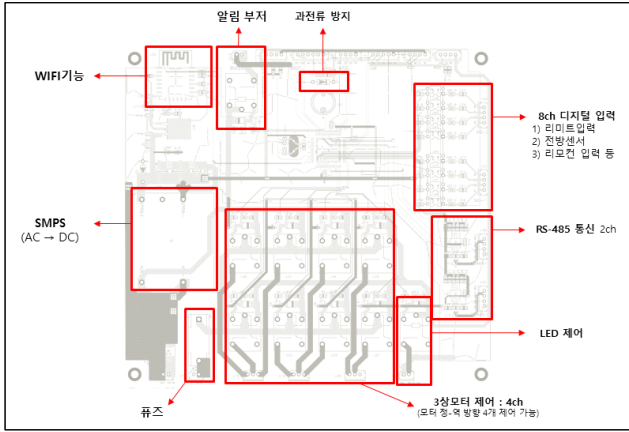 알림 부저
과전류 방지
WIFI기능
8ch 디지털 입력
1) 리미트입력
2) 전방센서
3) 리모컨 입력 등
SMPS
(AC → DC)
RS-485 통신 2ch
LED 제어
퓨즈
3상모터 제어 : 4ch
(모터 정-역 방향 4개 제어 가능)